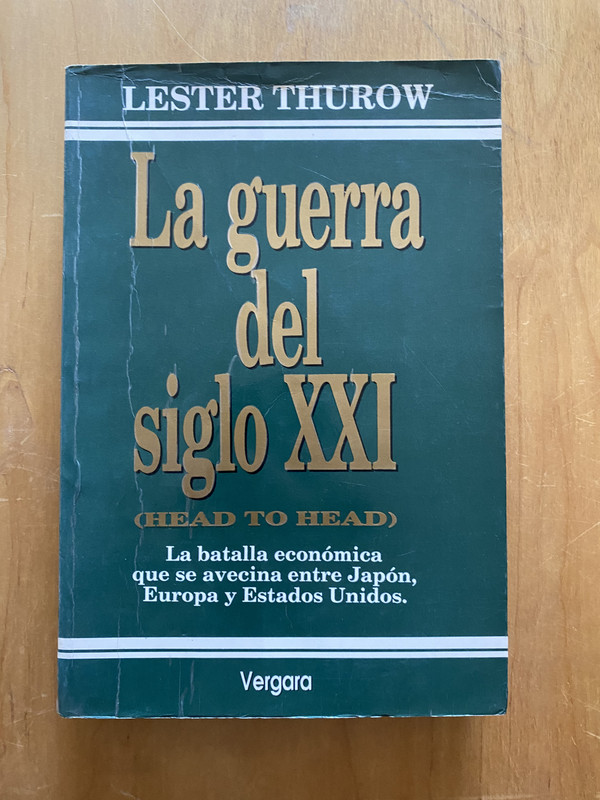 LESTER THUROW
La guerra
del
siglo XXI
(HEAD TO HEAD)
La batalla económica
que se avecina entre Japón,
Europa y Estados Unidos.
Vergara